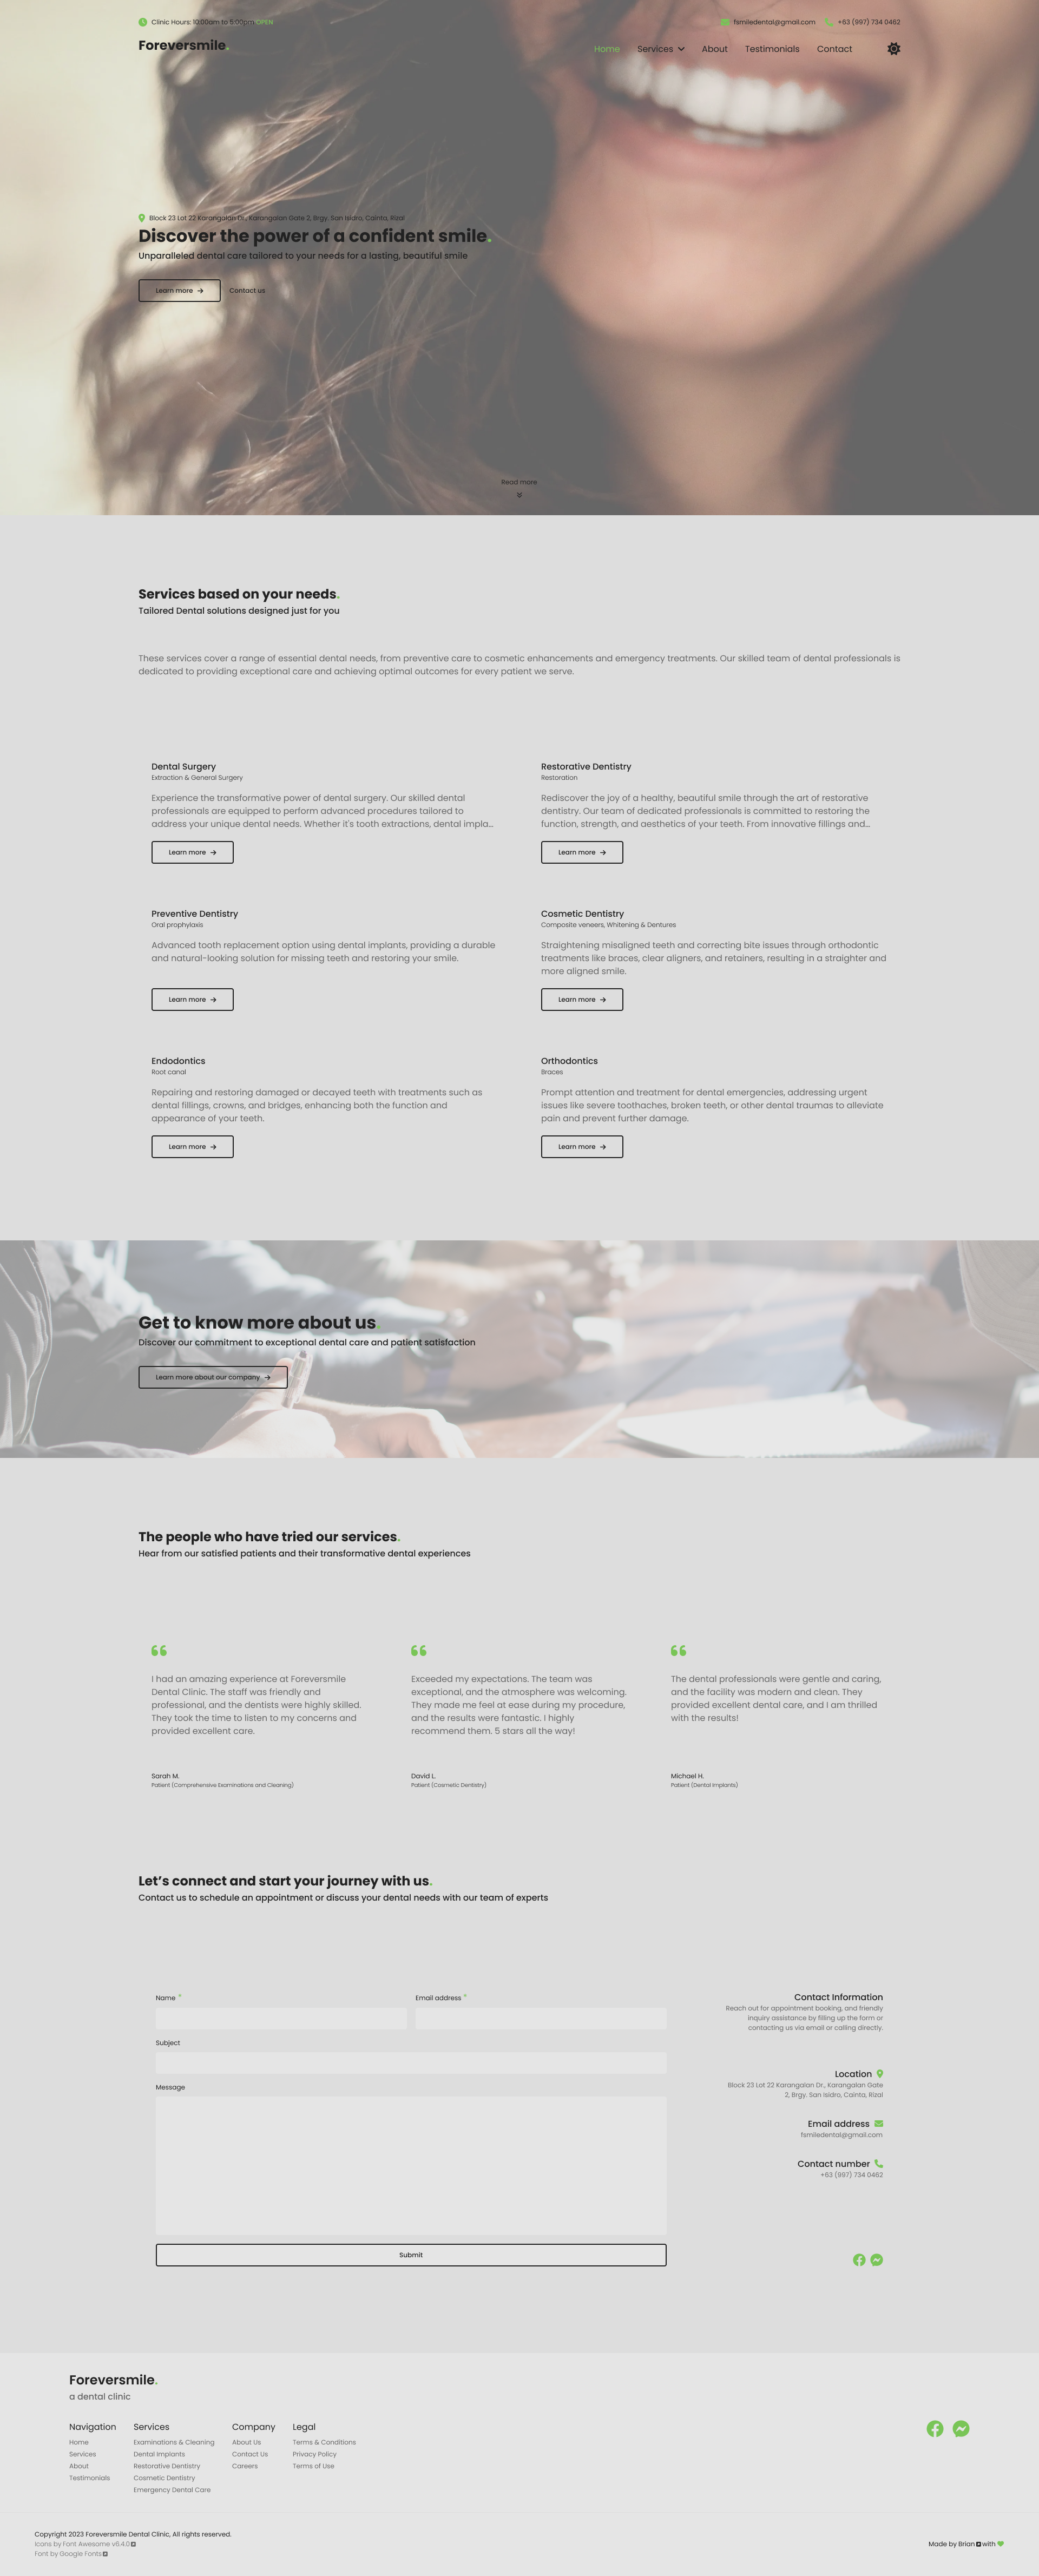 Clinic Hours: 10:00am to 5:00pm OPEN
fsmiledental@gmail.com +63 (997) 734 0462
Foreversmile.
Home Services About Testimonials Contact
Block 23 Lot 22 Karangalan Dr., Karangalan Gate 2, Brgy. San Isidro, Cainta, Rizal
Discover the power of a confident smile.
Unparalleled dental care tailored to your needs for a lasting, beautiful smile
Learn more Contact us
Read more
Services based on your needs.
Tailored Dental solutions designed just for you
These services cover a range of essential dental needs, from preventive care to cosmetic enhancements and emergency treatments. Our skilled team of dental professionals is
dedicated to providing exceptional care and achieving optimal outcomes for every patient we serve.
Dental Surgery
Extraction & General Surgery
Experience the transformative power of dental surgery. Our skilled dental
professionals are equipped to perform advanced procedures tailored to
address your unique dental needs. Whether it's tooth extractions, dental impla...
Learn more
Restorative Dentistry
Restoration
Rediscover the joy of a healthy, beautiful smile through the art of restorative
dentistry. Our team of dedicated professionals is committed to restoring the
function, strength, and aesthetics of your teeth. From innovative fillings and...
Learn more
Preventive Dentistry
Oral prophylaxis
Advanced tooth replacement option using dental implants, providing a durable
and natural-looking solution for missing teeth and restoring your smile.
Learn more
Cosmetic Dentistry
Composite veneers, Whitening & Dentures
Straightening misaligned teeth and correcting bite issues through orthodontic
treatments like braces, clear aligners, and retainers, resulting in a straighter and
more aligned smile.
Learn more
Endodontics
Root canal
Repairing and restoring damaged or decayed teeth with treatments such as
dental fillings, crowns, and bridges, enhancing both the function and
appearance of your teeth.
Learn more
Orthodontics
Braces
Prompt attention and treatment for dental emergencies, addressing urgent
issues like severe toothaches, broken teeth, or other dental traumas to alleviate
pain and prevent further damage.
Learn more
Get to know more about us.
Discover our commitment to exceptional dental care and patient satisfaction
Learn more about our company
The people who have tried our services.
Hear from our satisfied patients and their transformative dental experiences
I had an amazing experience at Foreversmile
Dental Clinic. The staff was friendly and
professional, and the dentists were highly skilled.
They took the time to listen to my concerns and
provided excellent care.
Sarah M.
Patient (Comprehensive Examinations and Cleaning)
Exceeded my expectations. The team was
exceptional, and the atmosphere was welcoming.
They made me feel at ease during my procedure,
and the results were fantastic. I highly
recommend them. 5 stars all the way!
David L.
Patient (Cosmetic Dentistry)
The dental professionals were gentle and caring,
and the facility was modern and clean. They
provided excellent dental care, and I am thrilled
with the results!
Michael H.
Patient (Dental Implants)
Let's connect and start your journey with us.
Contact us to schedule an appointment or discuss your dental needs with our team of experts
Name *
Email address *
Subject
Message
Submit
Contact Information
Reach out for appointment booking, and friendly
inquiry assistance by filling up the form or
contacting us via email or calling directly.
Location
Block 23 Lot 22 Karangalan Dr., Karangalan Gate
2, Brgy. San Isidro, Cainta, Rizal
Email address
fsmiledental@gmail.com
Contact number
+63 (997) 734 0462
Foreversmile.
a dental clinic
Navigation
Home
Services
About
Testimonials
Services
Examinations & Cleaning
Dental Implants
Restorative Dentistry
Cosmetic Dentistry
Emergency Dental Care
Company
About Us
Contact Us
Careers
Legal
Terms & Conditions
Privacy Policy
Terms of Use
Copyright 2023 Foreversmile Dental Clinic, All rights reserved.
Icons by Font Awesome v6.4.0
Font by Google Fonts
Made by Brian with